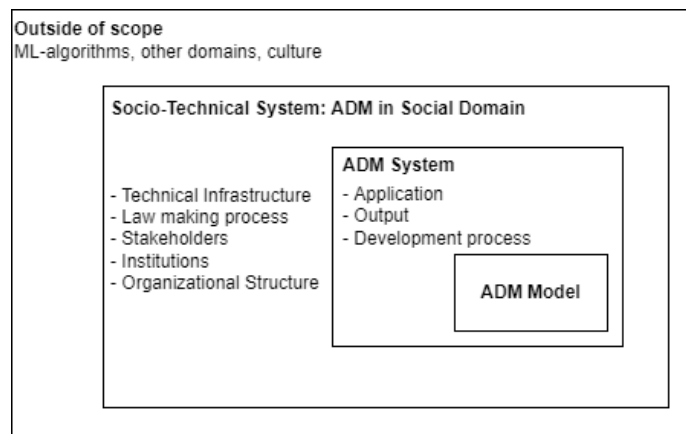 Outside of scope
ML-algorithms, other domains, culture
Socio-Technical System: ADM in Social Domain
- Technical Infrastructure
- Law making process
- Stakeholders
- Institutions
- Organizational Structure
ADM System
- Application
- Output
- Development process
ADM Model